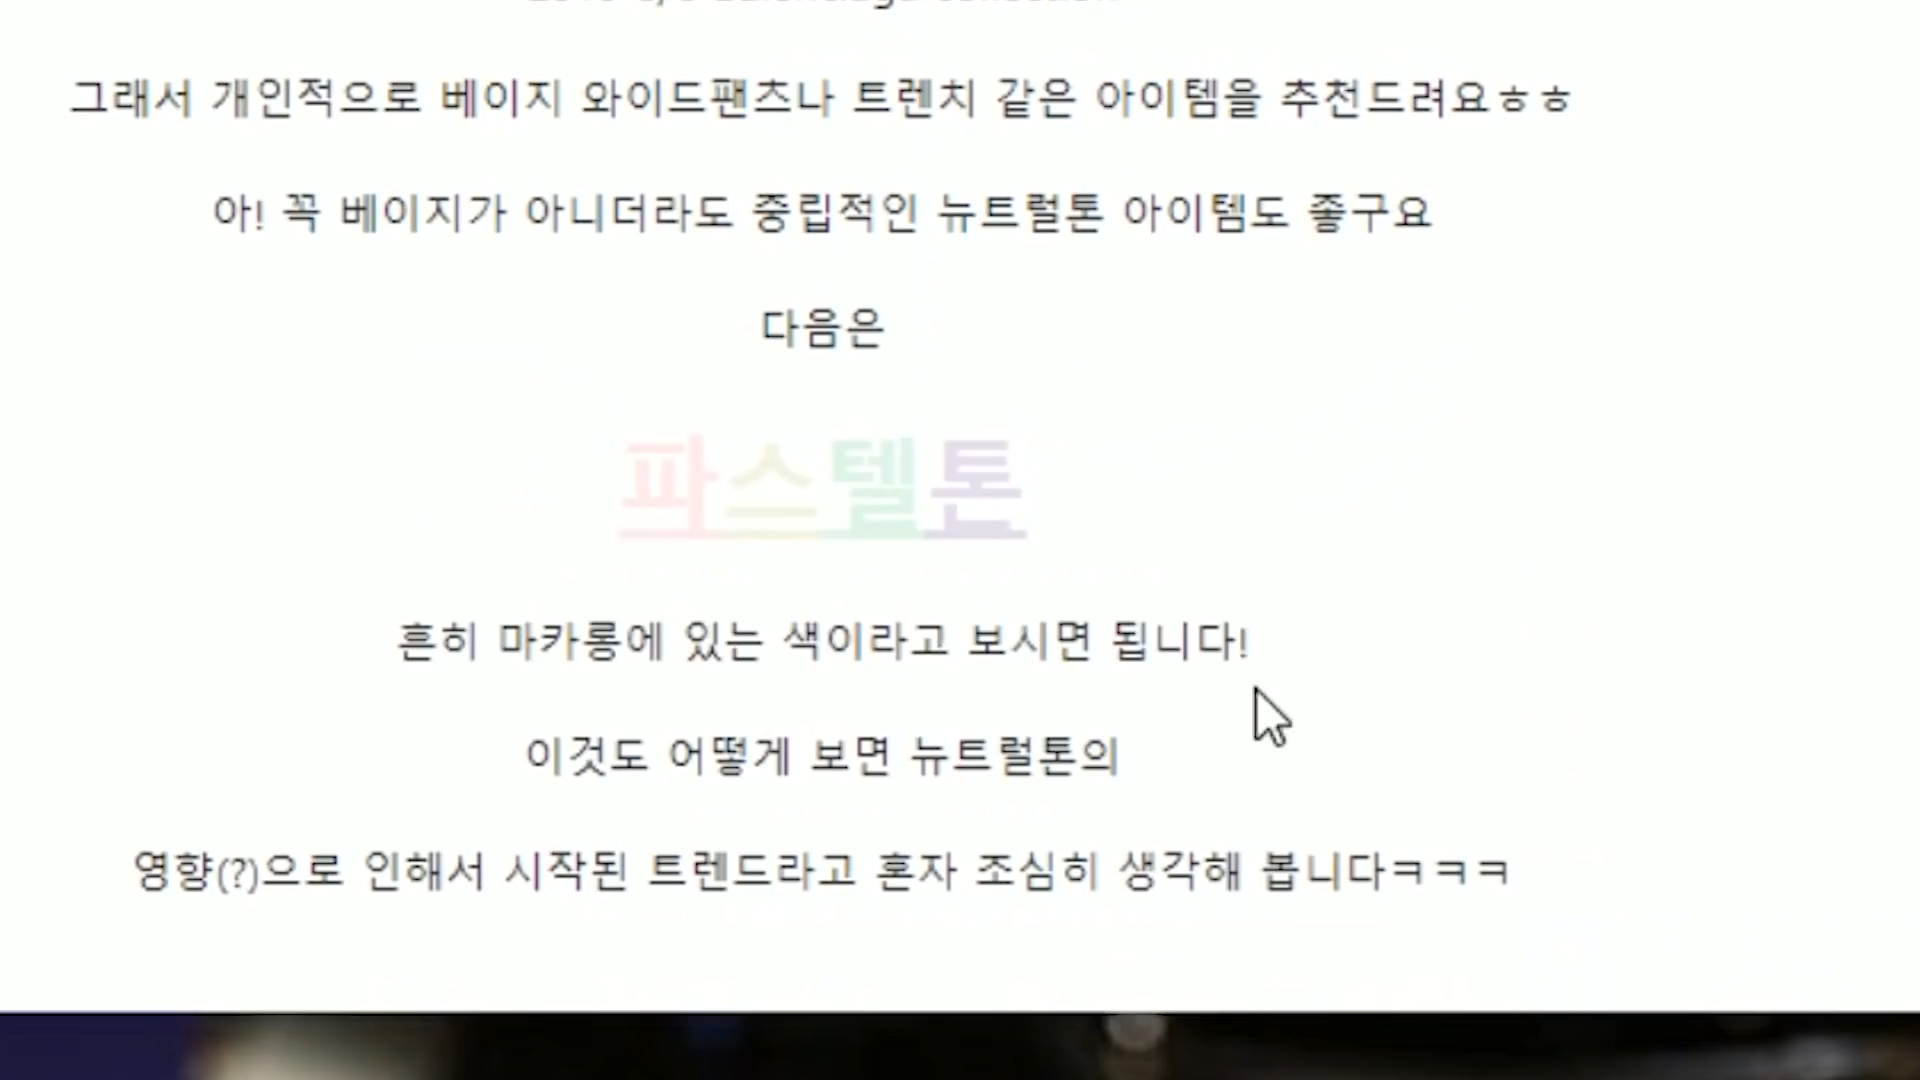 그래서 개인적으로 베이지 와이드팬츠나 트렌치 같은 아이템을 추천드려요ㅎㅎ
아! 꼭 베이지가 아니더라도 중립적인 뉴트럴톤 아이템도 좋구요
다음은
파스텔톤
흔히 마카롱에 있는 색이라고 보시면 됩니다!
이것도 어떻게 보면 뉴트럴톤의
영향(?)으로 인해서 시작된 트렌드라고 혼자 조심히 생각해 봅니다ㅋㅋㅋ